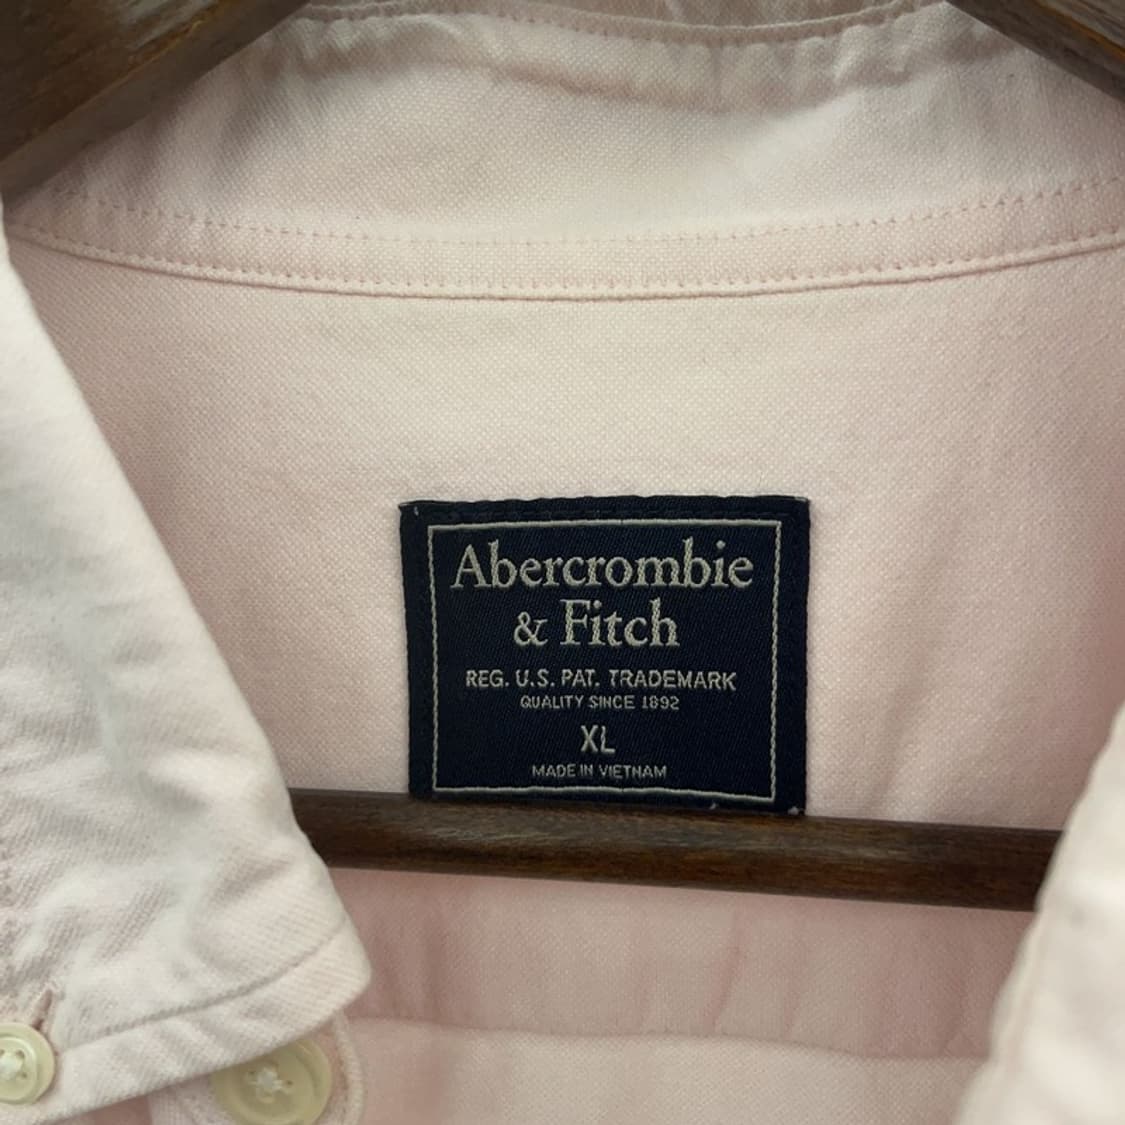 Abercrombie
& Fitch
REG. U.S. PAT. TRADEMARK
QUALITY SINCE 1892
XL
MADE IN VIETNAM